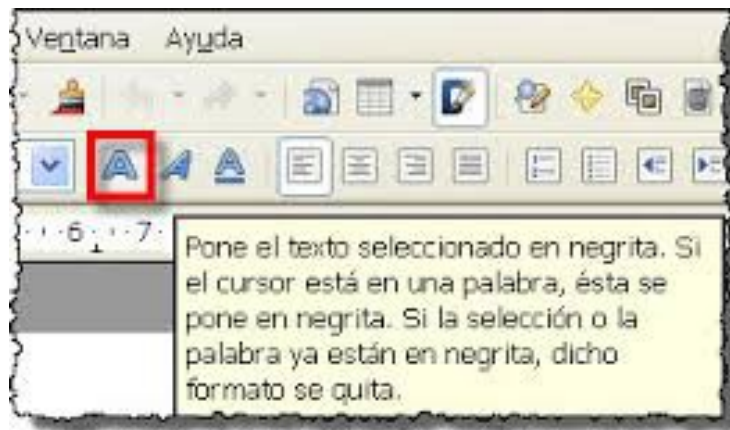 Ventana Ayuda
6 7
Pone el texto seleccionado en negrita. Si
el cursor está en una palabra, ésta se
pone en negrita. Si la selección o la
palabra ya están en negrita, dicho
formato se quita.